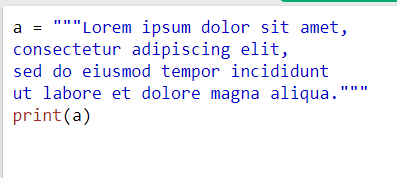 a = """Lorem ipsum dolor sit amet,
consectetur adipiscing elit,
sed do eiusmod tempor incididunt
ut labore et dolore magna aliqua."""
print(a)